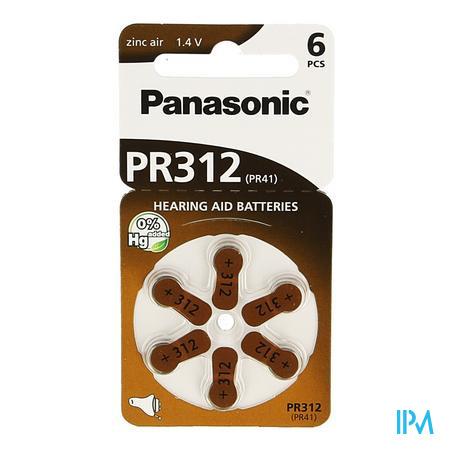 zinc air 1.4 V
6
PCS
Panasonic®
PR312 (PR41)
HEARING AID BATTERIES
0%
Hg added
+ 312
+ 312
+ 312
+ 312
+ 312
+ 312
PR312
(PR41)
IPM